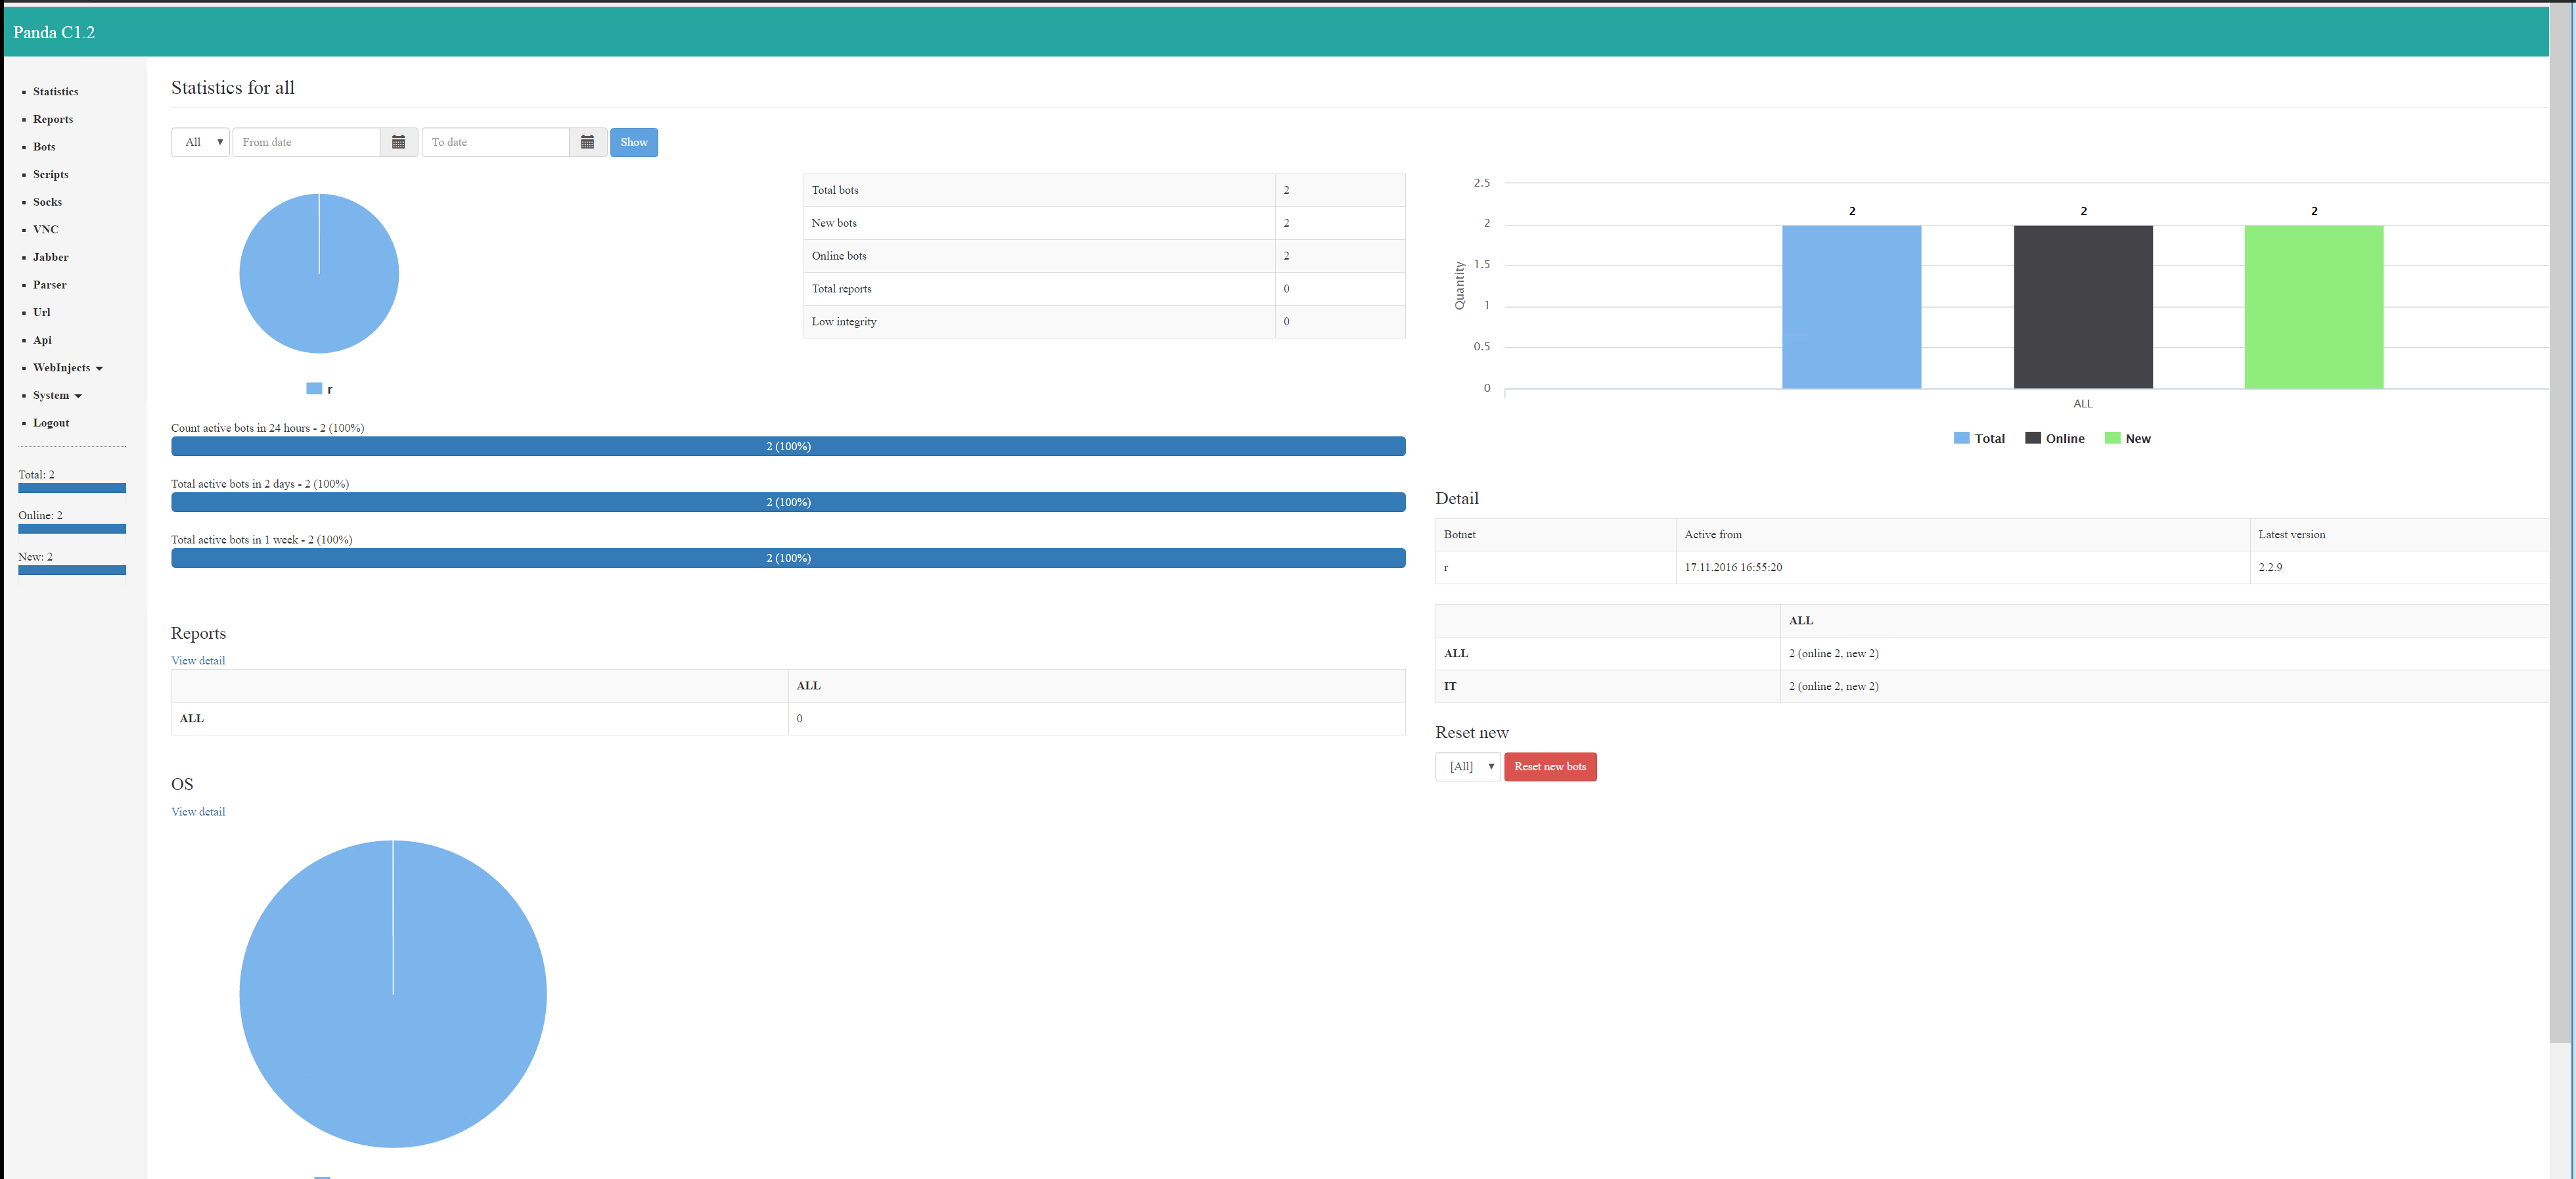 Panda C1.2
Statistics
Reports
Bots
Scripts
Socks
VNC
Jabber
Parser
Url
Api
WebInjects
System
Logout
Total: 2
Online: 2
New: 2
Statistics for all
All From date To date Show
r
Total bots 2
New bots 2
Online bots 2
Total reports 0
Low integrity 0
Count active bots in 24 hours - 2 (100%)
2 (100%)
Total active bots in 2 days - 2 (100%)
2 (100%)
Total active bots in 1 week - 2 (100%)
2 (100%)
Reports
View detail
ALL
ALL 0
OS
View detail
Quantity
2.5
2
1.5
1
0.5
0
2 2 2
ALL
Total Online New
Detail
Botnet Active from Latest version
r 17.11.2016 16:55:20 2.2.9
ALL
ALL 2 (online 2, new 2)
IT 2 (online 2, new 2)
Reset new
[All] Reset new bots